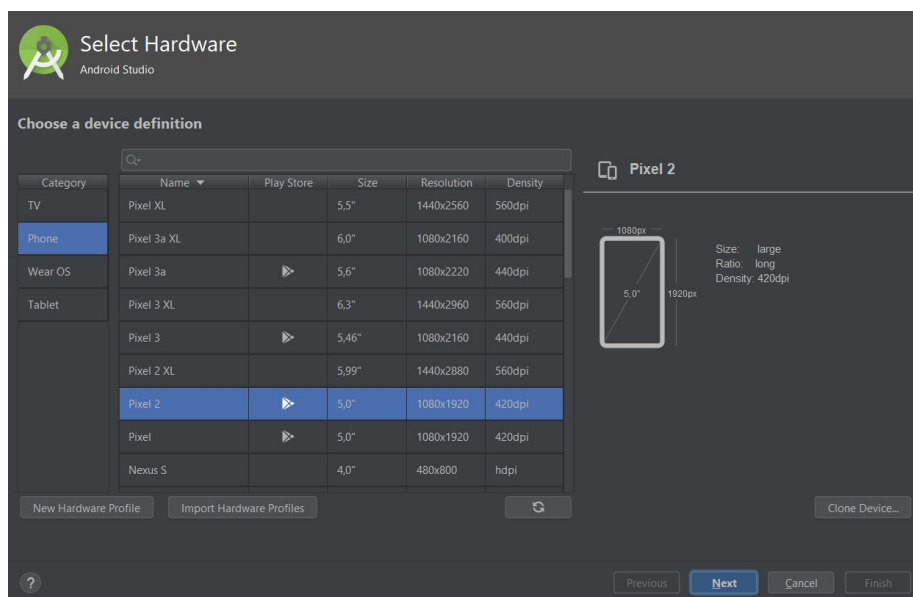 Select Hardware
Android Studio
Choose a device definition
Category
TV
Phone
Wear OS
Tablet
Name Play Store Size Resolution Density
Pixel XL 5,5" 1440x2560 560dpi
Pixel 3a XL 6,0" 1080x2160 400dpi
Pixel 3a 5,6" 1080x2220 440dpi
Pixel 3 XL 6,3" 1440x2960 560dpi
Pixel 3 5,46" 1080x2160 440dpi
Pixel 2 XL 5,99" 1440x2880 560dpi
Pixel 2 5,0" 1080x1920 420dpi
Pixel 5,0" 1080x1920 420dpi
Nexus S 4,0" 480x800 hdpi
New Hardware Profile Import Hardware Profiles
Pixel 2
1080px
5,0"
1920px
Size: large
Ratio: long
Density: 420dpi
Clone Device...
? Previous Next Cancel Finish